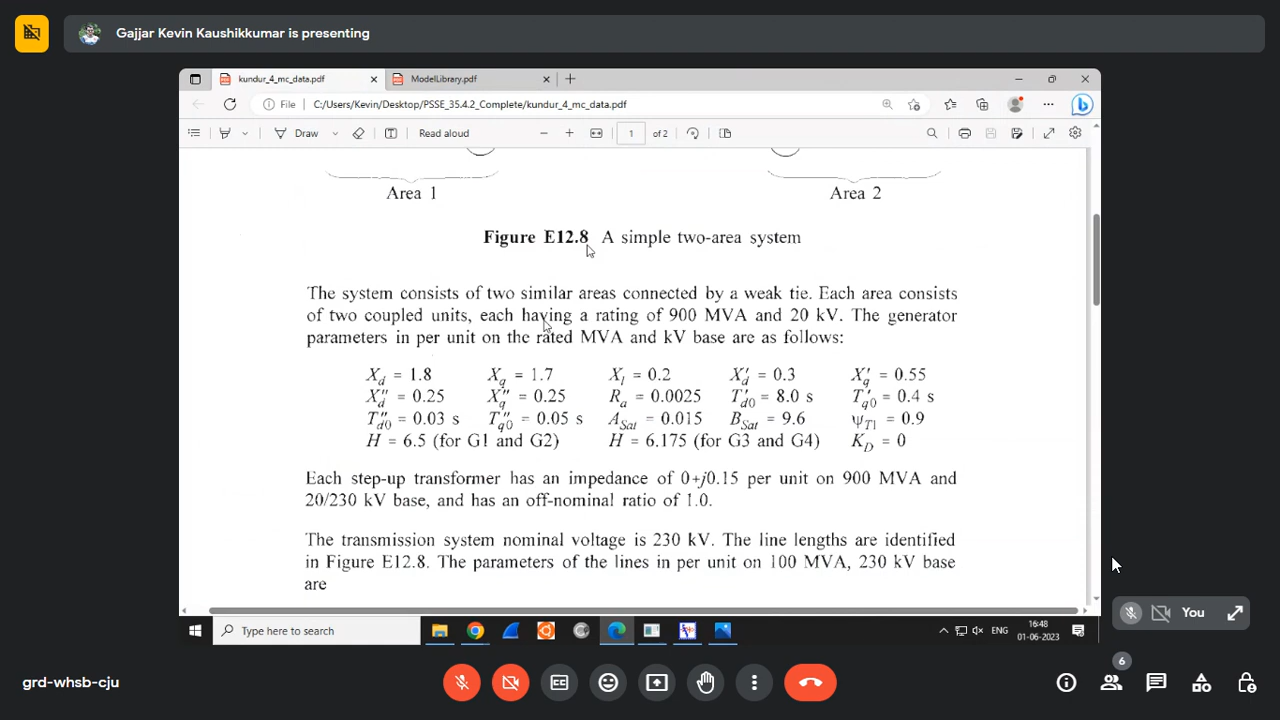 Gajjar Kevin Kaushikkumar is presenting
kundur_4_mc_data.pdf
ModelLibrary.pdf
File
C:/Users/Kevin/Desktop/PSSE_35.4.2_Complete/kundur_4_mc_data.pdf
Draw
Read aloud
1
of 2
Area 1
Area 2
Figure E12.8 A simple two-area system
The system consists of two similar areas connected by a weak tie. Each area consists
of two coupled units, each having a rating of 900 MVA and 20 kV. The generator
parameters in per unit on the rated MVA and kV base are as follows:
X_d = 1.8 X_q = 1.7 X_l = 0.2 X'_d = 0.3 X'_q = 0.55
X''_d = 0.25 X''_q = 0.25 R_a = 0.0025 T'_d0 = 8.0 s T'_q0 = 0.4 s
T''_d0 = 0.03 s T''_q0 = 0.05 s A_Sat = 0.015 B_Sat = 9.6 ψ_T1 = 0.9
H = 6.5 (for G1 and G2) H = 6.175 (for G3 and G4) K_D = 0
Each step-up transformer has an impedance of 0+j0.15 per unit on 900 MVA and
20/230 kV base, and has an off-nominal ratio of 1.0.
The transmission system nominal voltage is 230 kV. The line lengths are identified
in Figure E12.8. The parameters of the lines in per unit on 100 MVA, 230 kV base
are
You
Type here to search
ENG
16:48
01-06-2023
grd-whsb-cju
6